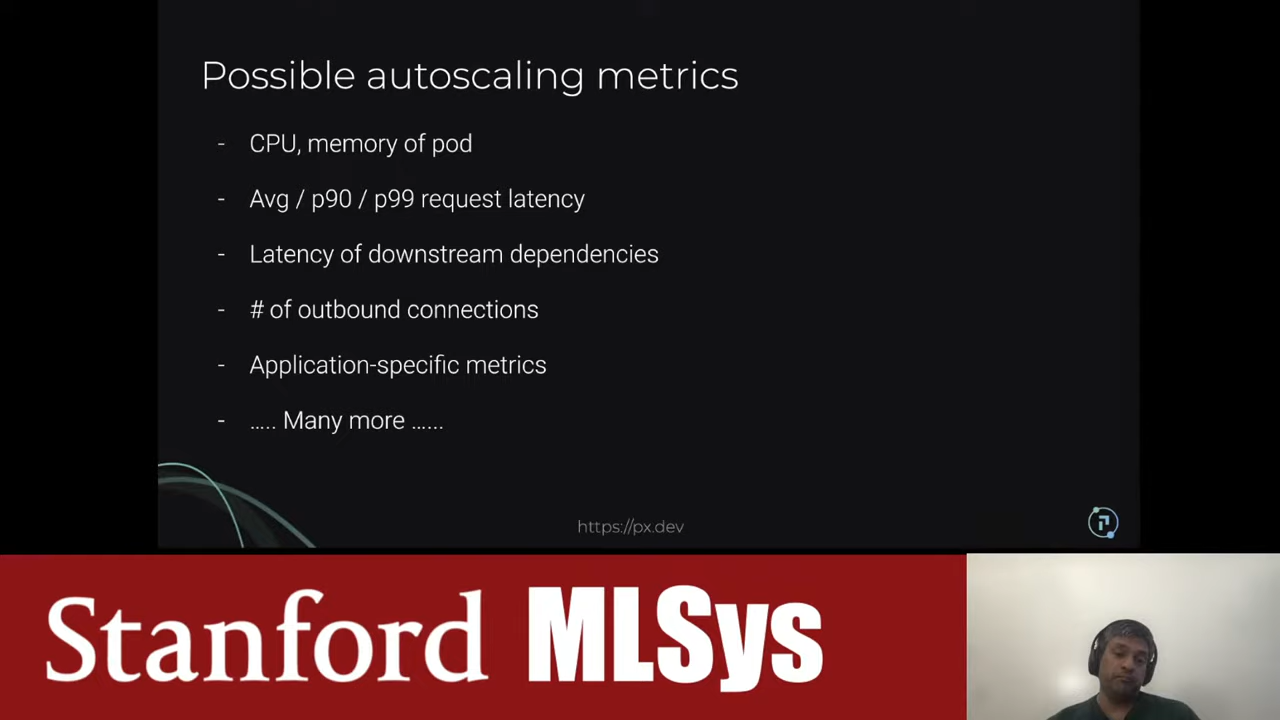 Possible autoscaling metrics
- CPU, memory of pod
- Avg / p90 / p99 request latency
- Latency of downstream dependencies
- # of outbound connections
- Application-specific metrics
- ..... Many more ......
https://px.dev
Stanford MLSys